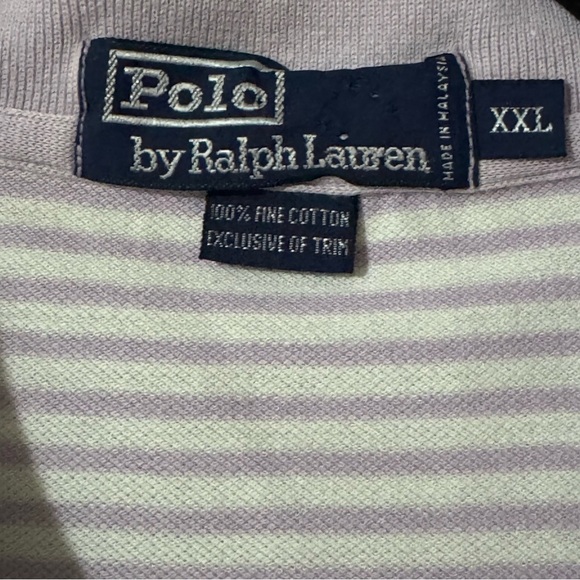 Polo
by Ralph Lauren
MADE IN MALAYSIA
XXL
100% FINE COTTON
EXCLUSIVE OF TRIM